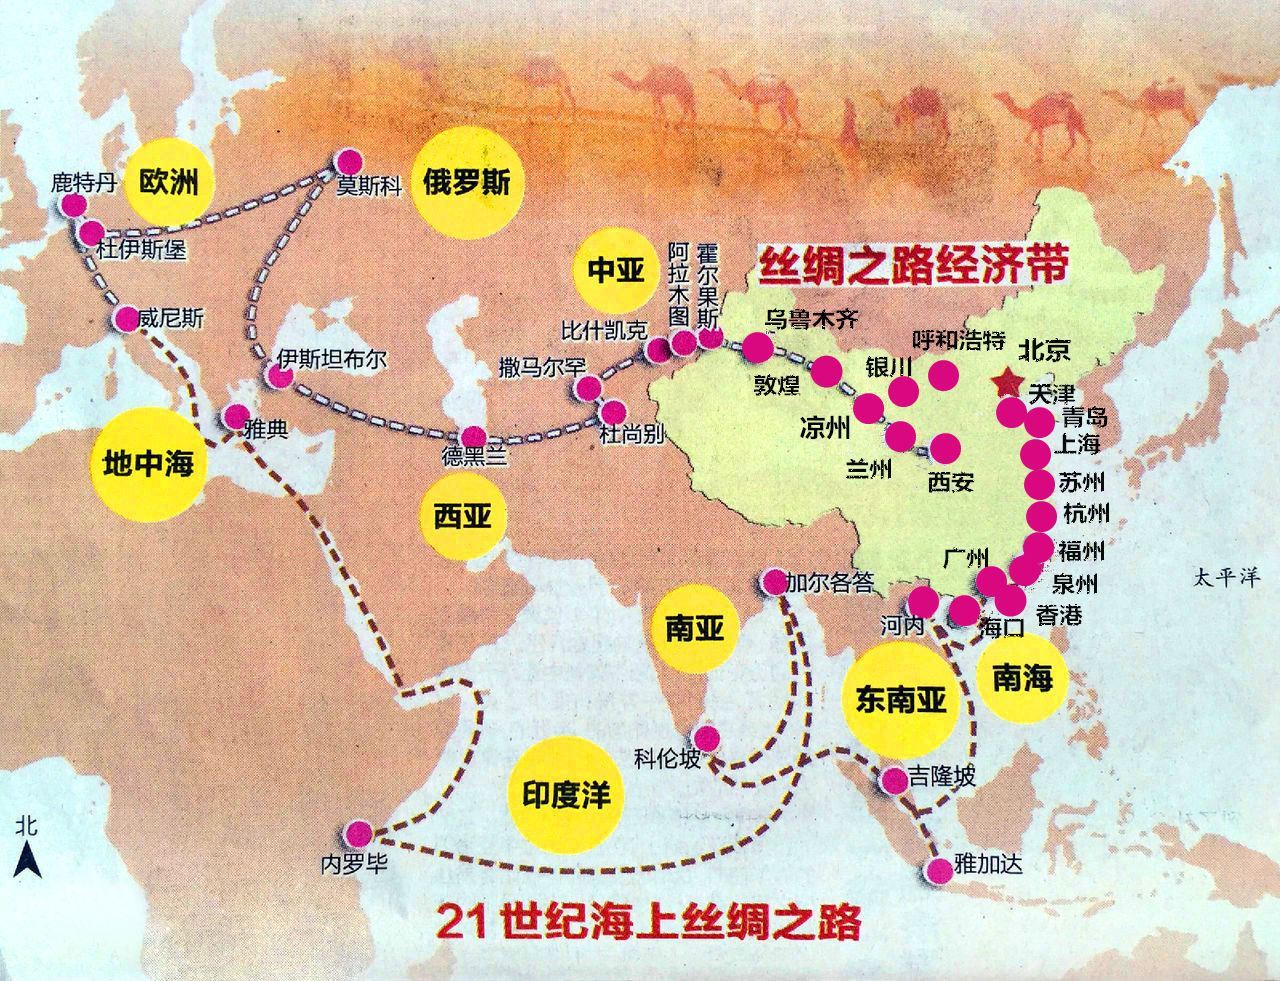 鹿特丹
欧洲
莫斯科
俄罗斯
杜伊斯堡
中亚
阿拉木图
霍尔果斯
丝绸之路经济带
威尼斯
比什凯克
乌鲁木齐
呼和浩特
北京
伊斯坦布尔
撒马尔罕
敦煌
银川
天津
青岛
雅典
杜尚别
凉州
上海
地中海
德黑兰
兰州
西安
苏州
西亚
杭州
广州
福州
太平洋
加尔各答
泉州
南亚
河内
海口
香港
东南亚
南海
科伦坡
吉隆坡
印度洋
北
内罗毕
雅加达
21世纪海上丝绸之路